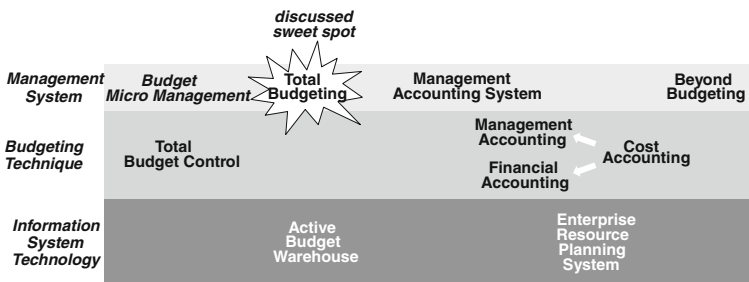 discussed
sweet spot
Management
System
Budget
Micro Management
Total
Budgeting
Management
Accounting System
Beyond
Budgeting
Budgeting
Technique
Total
Budget Control
Management
Accounting
Financial
Accounting
Cost
Accounting
Information
System
Technology
Active
Budget
Warehouse
Enterprise
Resource
Planning
System